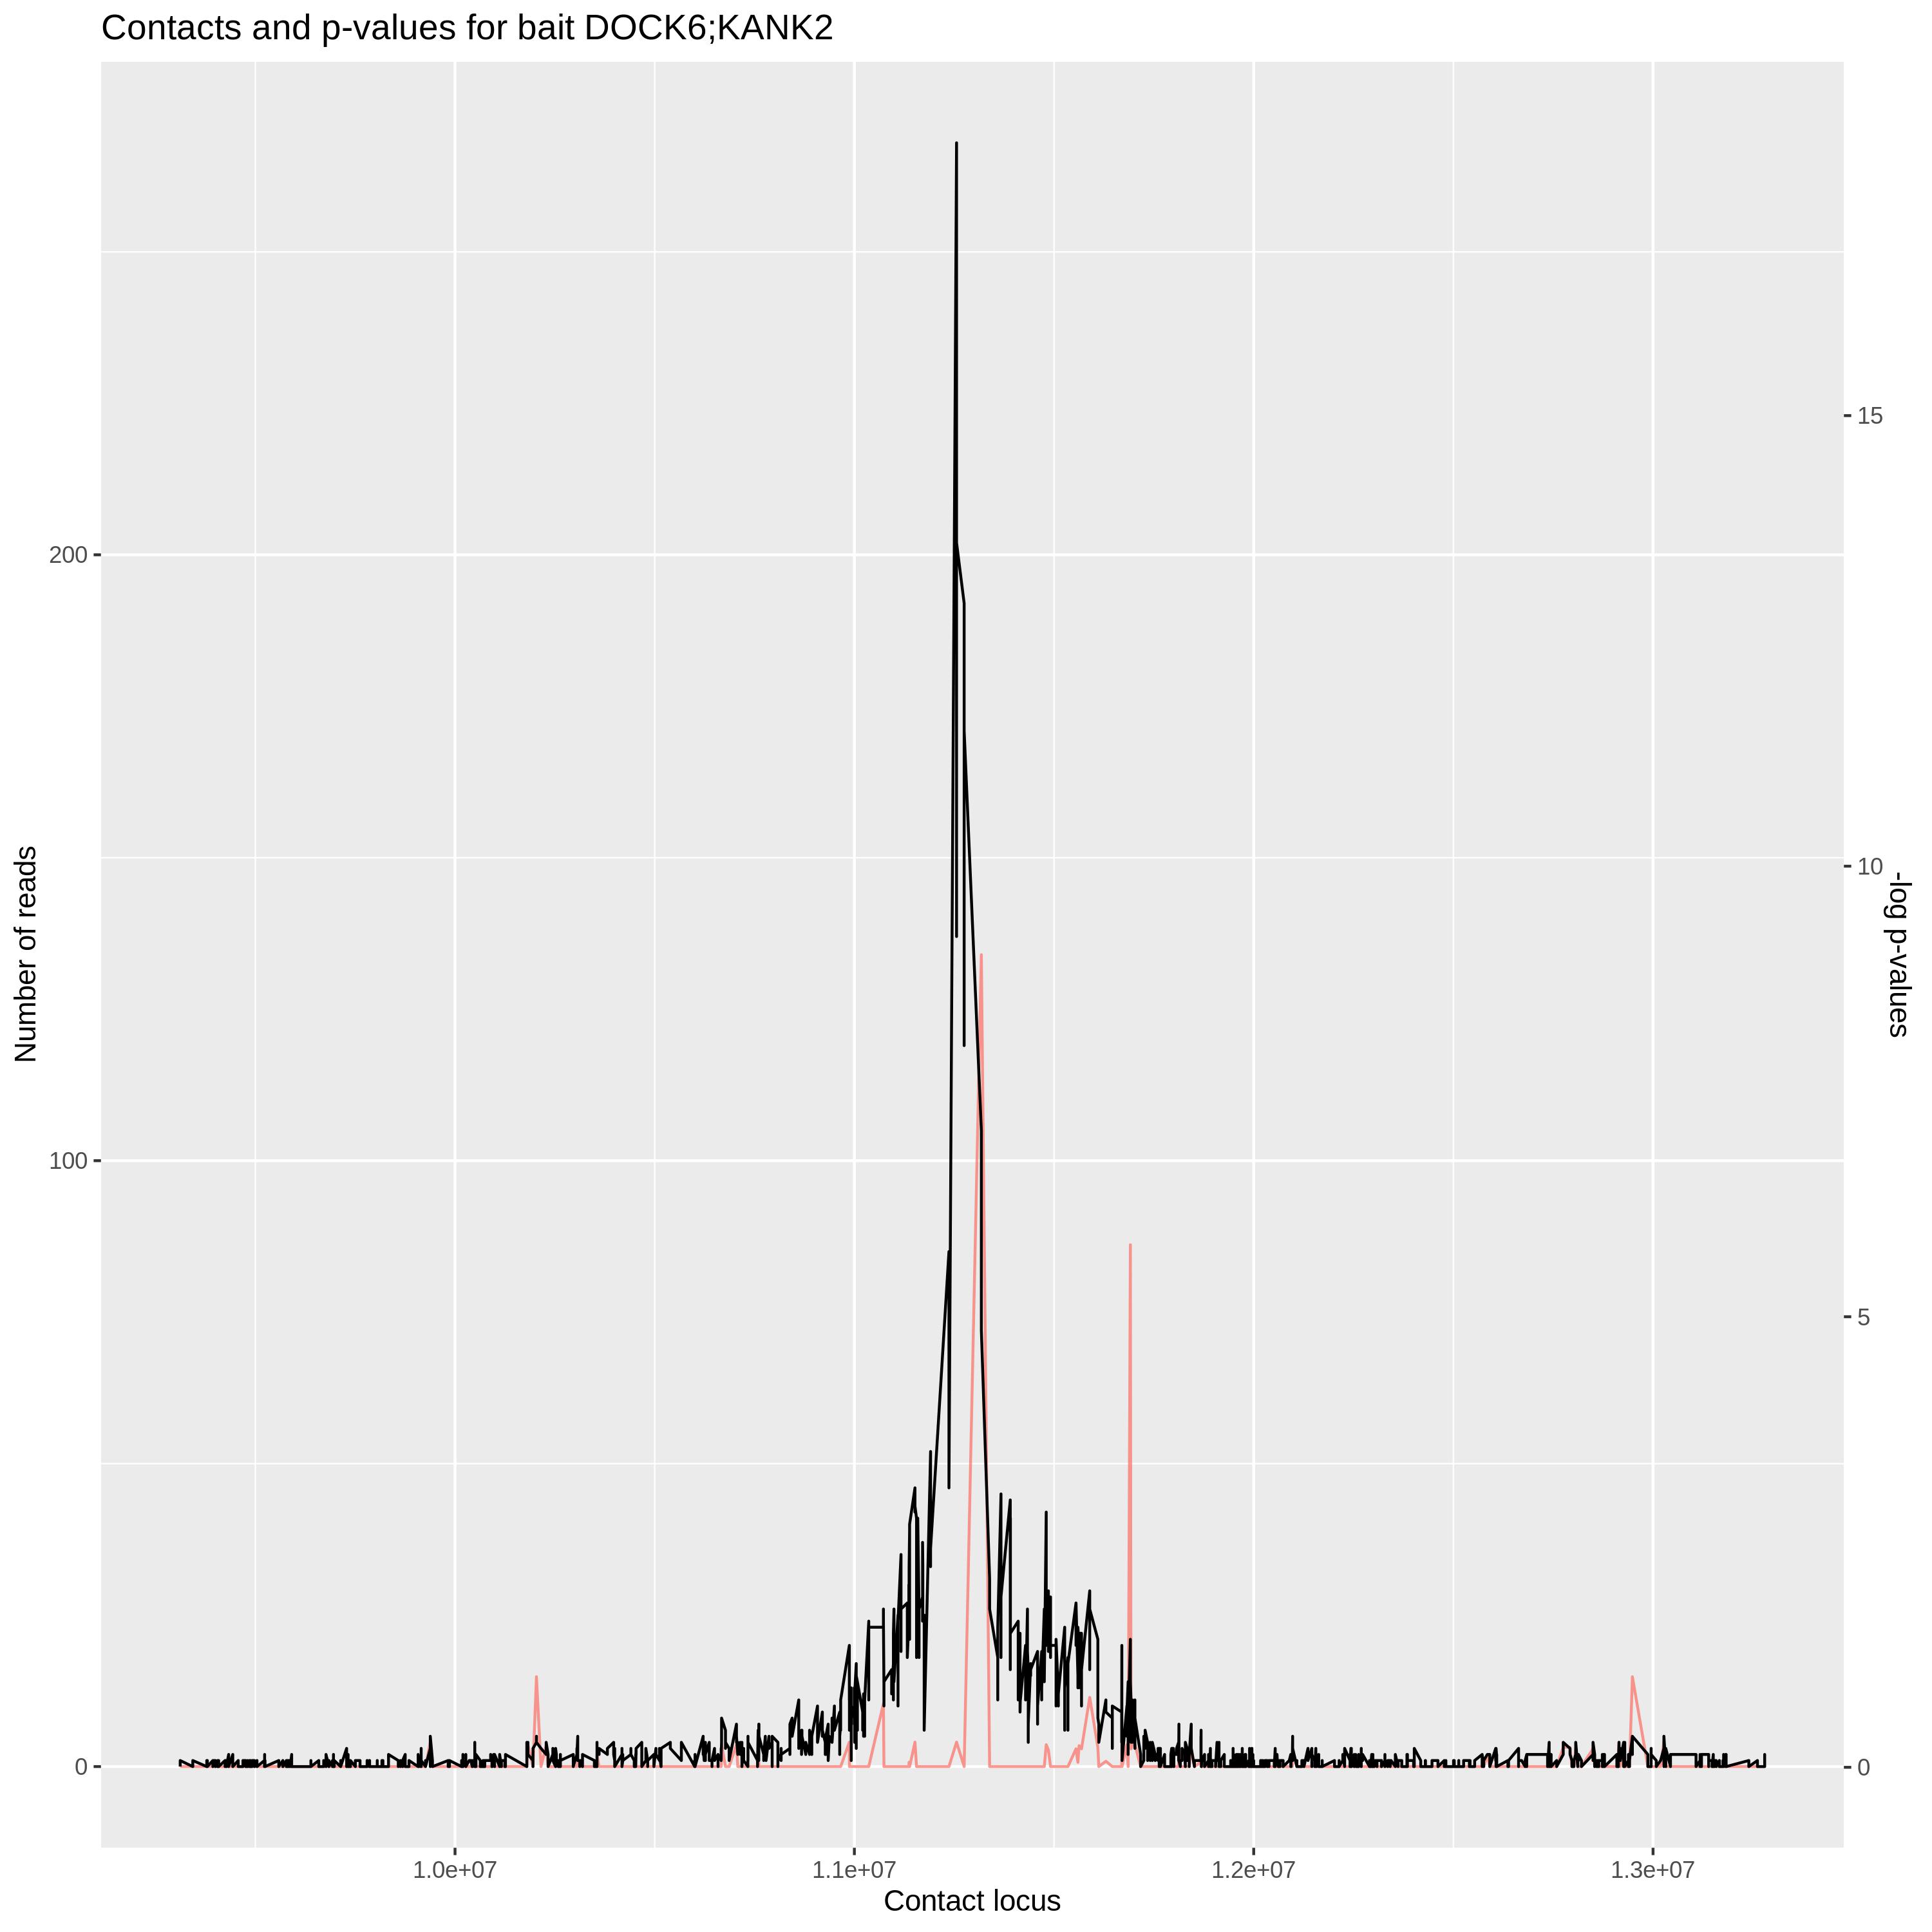 Contacts and p-values for bait DOCK6;KANK2
Number of reads
200
100
0
15
10
5
0
-log p-values
1.0e+07 1.1e+07 1.2e+07 1.3e+07
Contact locus